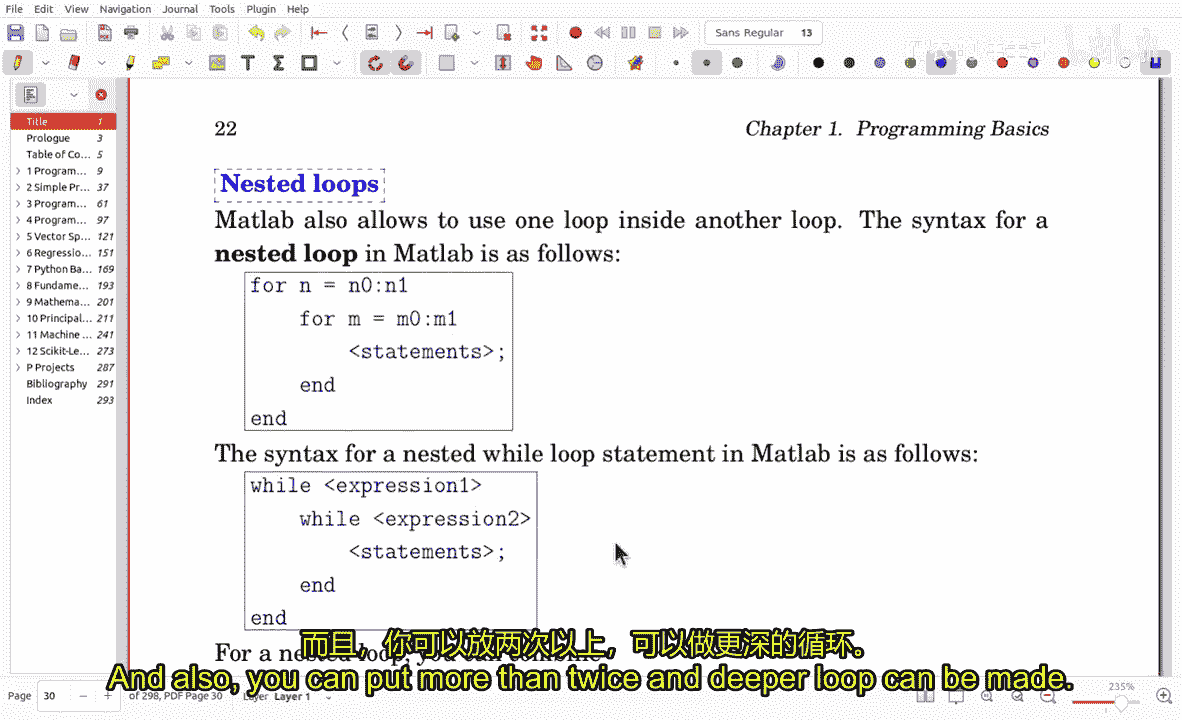 File Edit View Navigation Journal Tools Plugin Help
Sans Regular 13
Title 1
Prologue 3
Table of Co... 5
1 Program... 9
2 Simple Pr... 37
3 Program... 61
4 Program... 97
5 Vector Sp... 121
6 Regressio... 151
7 Python Ba... 169
8 Fundame... 193
9 Mathema... 201
10 Principal... 211
11 Machine ... 241
12 Scikit-Le... 273
P Projects 287
Bibliography 291
Index 293
22 Chapter 1. Programming Basics
Nested loops
Matlab also allows to use one loop inside another loop. The syntax for a
nested loop in Matlab is as follows:
for n = n0:n1
for m = m0:m1
<statements>;
end
end
The syntax for a nested while loop statement in Matlab is as follows:
while <expression1>
while <expression2>
<statements>;
end
end
For a nested loop, you can combine
而且，你可以放两次以上，可以做更深的循环。
And also, you can put more than twice and deeper loop can be made.
Page 30 of 298, PDF Page 30 Layer Layer 1 235%